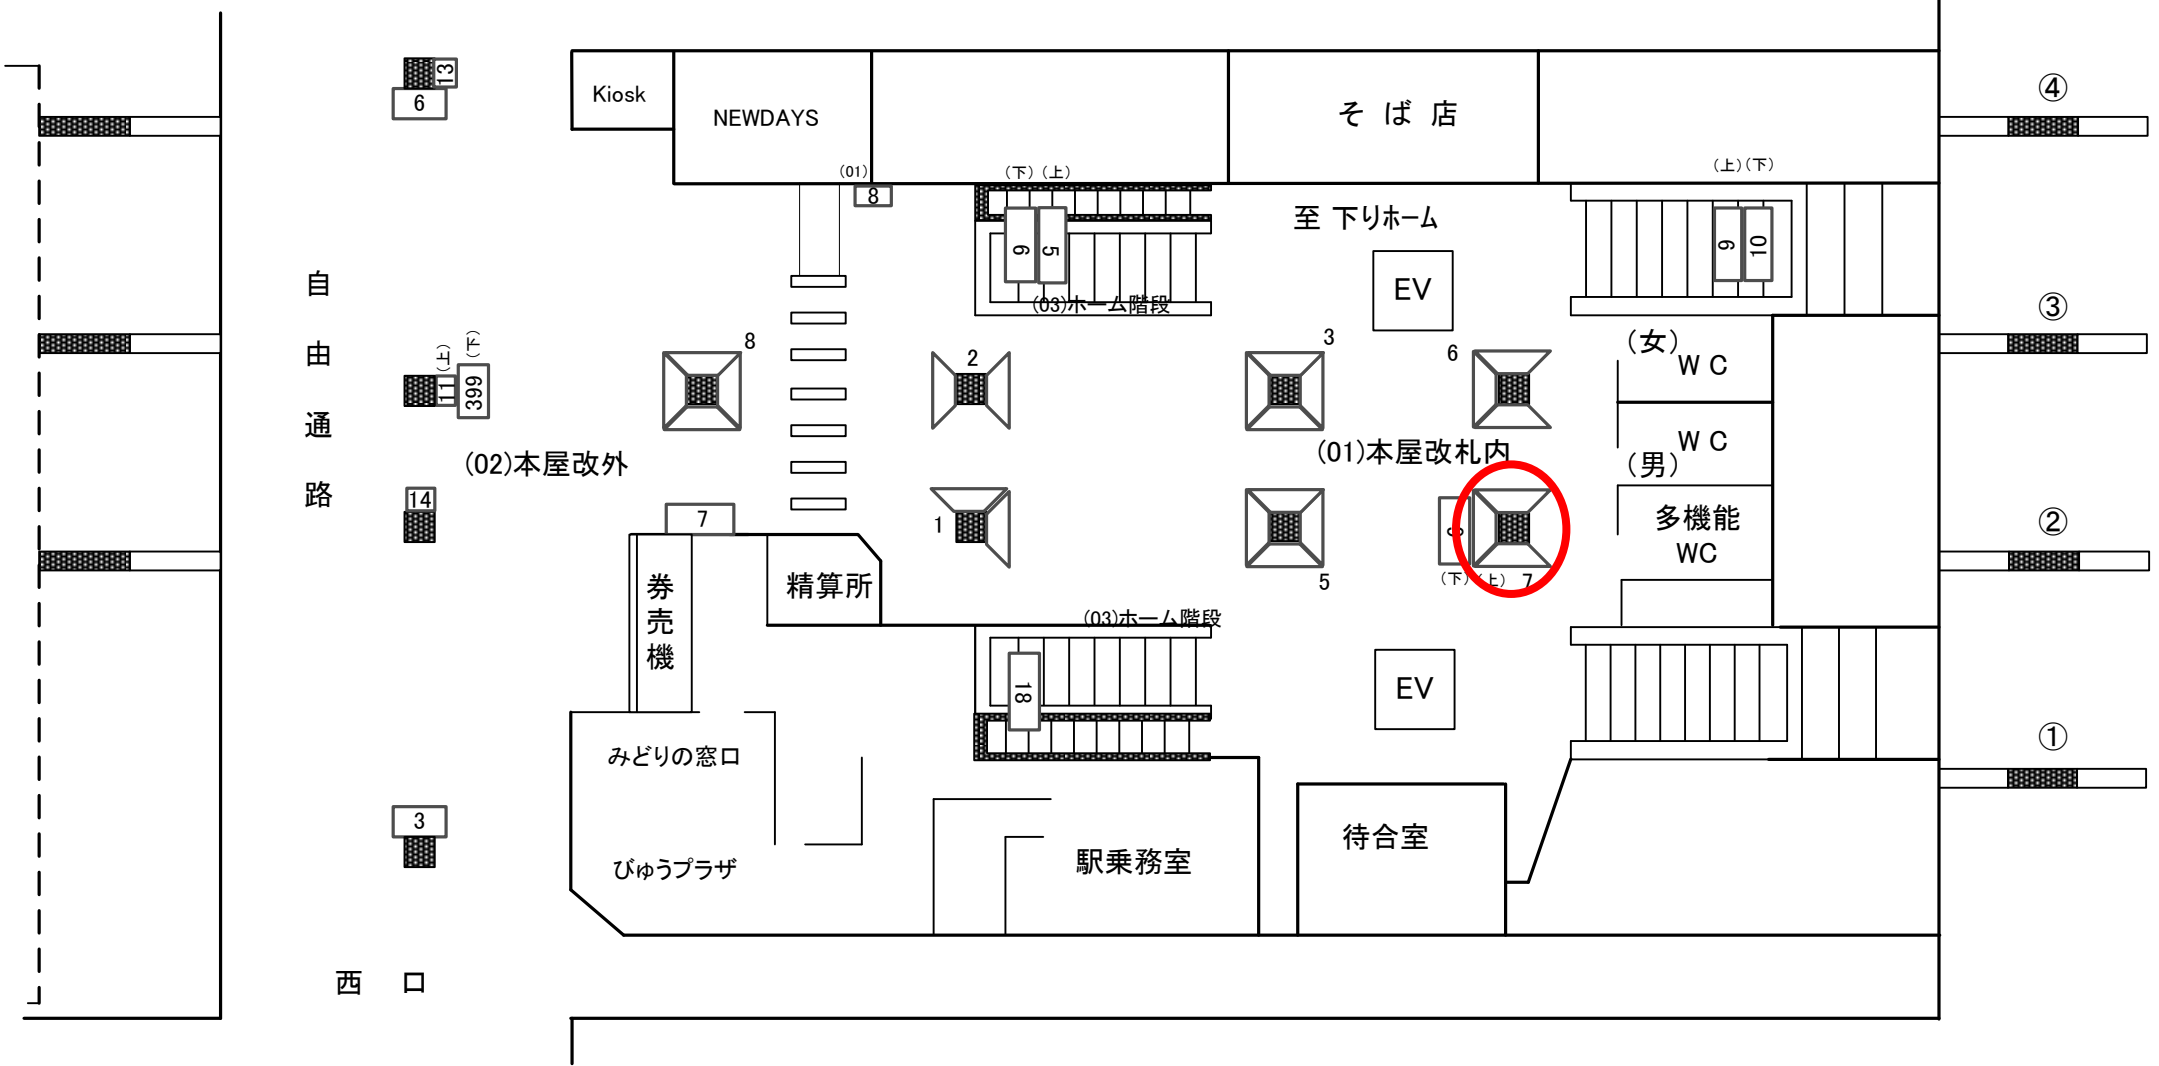 13
6
Kiosk
NEWDAYS
(01)
8
(下)(上)
そ ば 店
(上)(下)
④
6
5
至 下りホーム
EV
9
10
(03)ホーム階段
③
自由通路
11
(上)
399
(下)
8
2
3
6
(女)
W C
(02)本屋改外
(01)本屋改札内
W C
(男)
14
7
1
5
(下)(上)
7
多機能
WC
②
券売機
精算所
(03)ホーム階段
18
EV
①
みどりの窓口
3
びゅうプラザ
駅乗務室
待合室
西 口